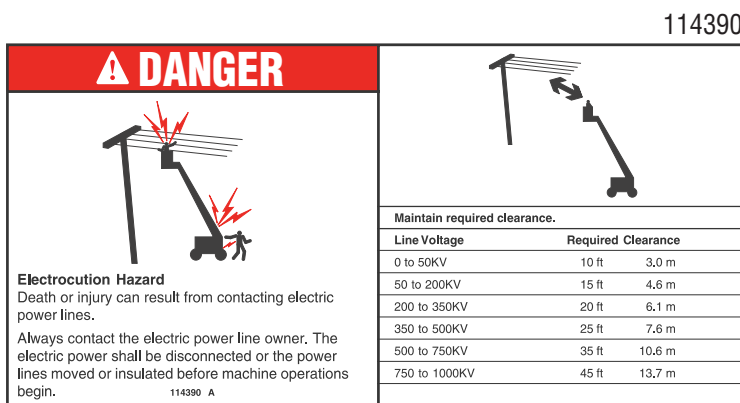 114390
DANGER
Electrocution Hazard
Death or injury can result from contacting electric
power lines.
Always contact the electric power line owner. The
electric power shall be disconnected or the power
lines moved or insulated before machine operations
begin.
114390 A
Maintain required clearance.
Line Voltage Required Clearance
0 to 50KV 10 ft 3.0 m
50 to 200KV 15 ft 4.6 m
200 to 350KV 20 ft 6.1 m
350 to 500KV 25 ft 7.6 m
500 to 750KV 35 ft 10.6 m
750 to 1000KV 45 ft 13.7 m